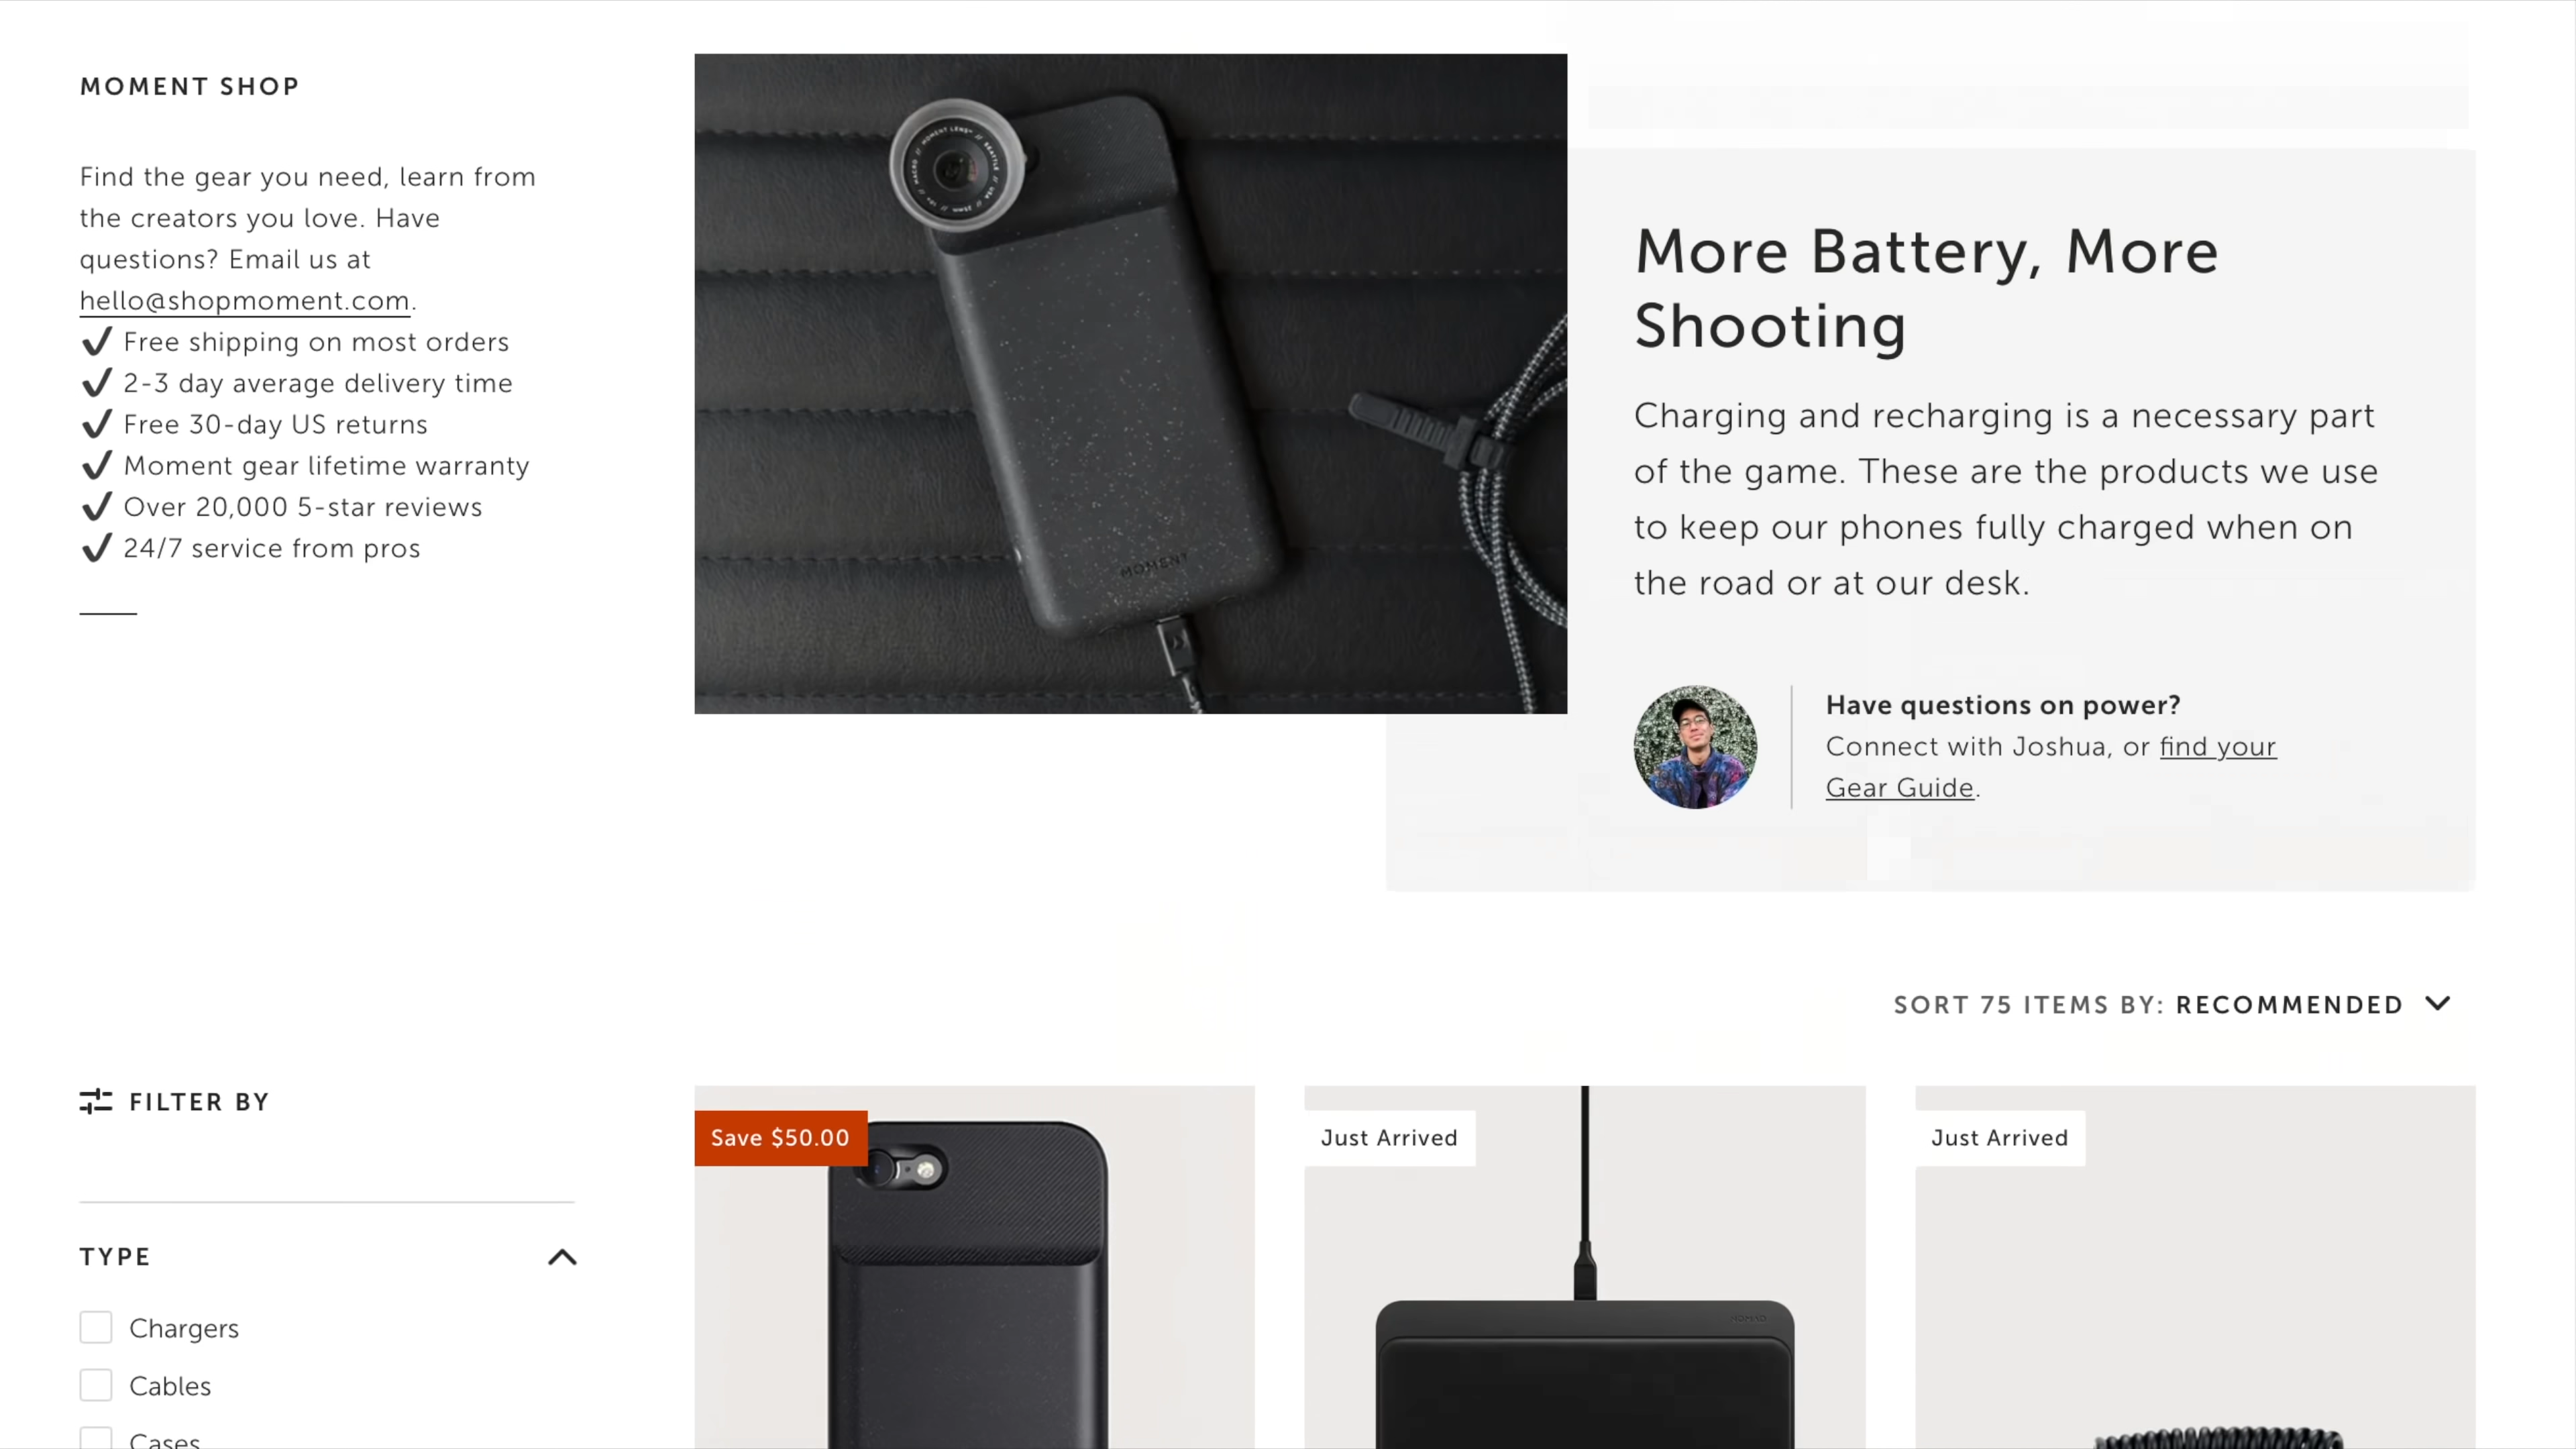 MOMENT SHOP
Find the gear you need, learn from
the creators you love. Have
questions? Email us at
hello@shopmoment.com.
✔ Free shipping on most orders
✔ 2-3 day average delivery time
✔ Free 30-day US returns
✔ Moment gear lifetime warranty
✔ Over 20,000 5-star reviews
✔ 24/7 service from pros
MOMENT
More Battery, More
Shooting
Charging and recharging is a necessary part
of the game. These are the products we use
to keep our phones fully charged when on
the road or at our desk.
Have questions on power?
Connect with Joshua, or find your
Gear Guide.
SORT 75 ITEMS BY: RECOMMENDED
FILTER BY
TYPE
Chargers
Cables
Cases
Save $50.00
Just Arrived
NOMAD
Just Arrived